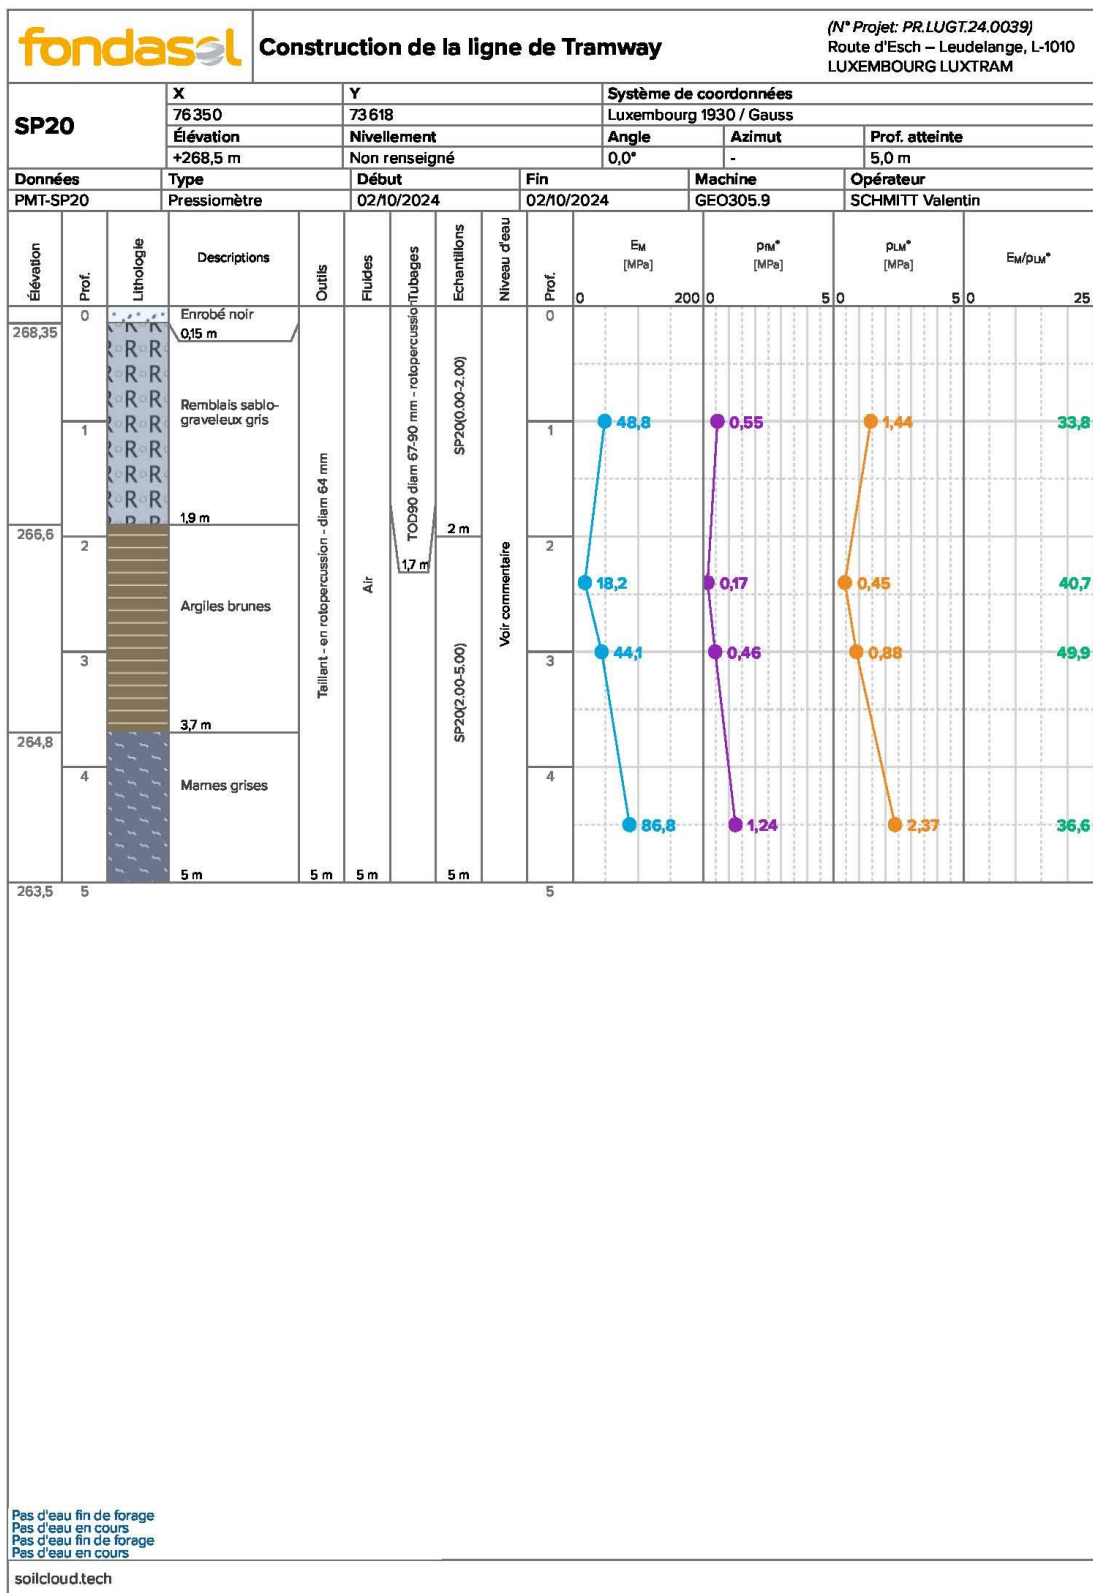 fondasol
Construction de la ligne de Tramway
(N° Projet: PR.LUGT.24.0039)
Route d'Esch – Leudelange, L-1010
LUXEMBOURG LUXTRAM
SP20
X Y Système de coordonnées
76 350 73 618 Luxembourg 1930 / Gauss
Élévation Nivellement Angle Azimut Prof. atteinte
+268,5 m Non renseigné 0,0° - 5,0 m
Données Type Début Fin Machine Opérateur
PMT-SP20 Pressiomètre 02/10/2024 02/10/2024 GEO305.9 SCHMITT Valentin
Élévation
Prof.
Lithologie
Descriptions
Outils
Fluides
Tubages
Echantillons
Niveau d'eau
Prof.
EM
[MPa]
pfM*
[MPa]
pLM*
[MPa]
EM/pLM*
0 200 0 5 0 5 0 25
0 Enrobé noir 0
268,35 0,15 m
R R R
R R R
R R R
R R R
R R R
R R R
R R R
R R R
Remblais sablo-
graveleux gris
1 1 48,8 0,55 1,44 33,8
1,9 m
266,6
2 2 m 2
1,7 m
18,2 0,17 0,45 40,7
Argiles brunes
3 3 44,1 0,46 0,88 49,9
3,7 m
264,8
4 4
Marnes grises
86,8 1,24 2,37 36,6
5 m 5 m 5 m 5 m
263,5 5 5
Taillant - en rotopercussion - diam 64 mm
Air
TOD90 diam 67-90 mm - rotopercussion
SP20(0.00-2.00)
SP20(2.00-5.00)
Voir commentaire
Pas d'eau fin de forage
Pas d'eau en cours
Pas d'eau fin de forage
Pas d'eau en cours
soilcloud.tech